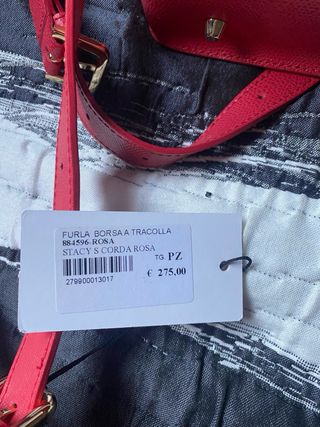 FURLA BORSA A TRACOLLA
884596-ROSA
STACY S CORDA ROSA
TG. PZ
€ 275.00
279900013017